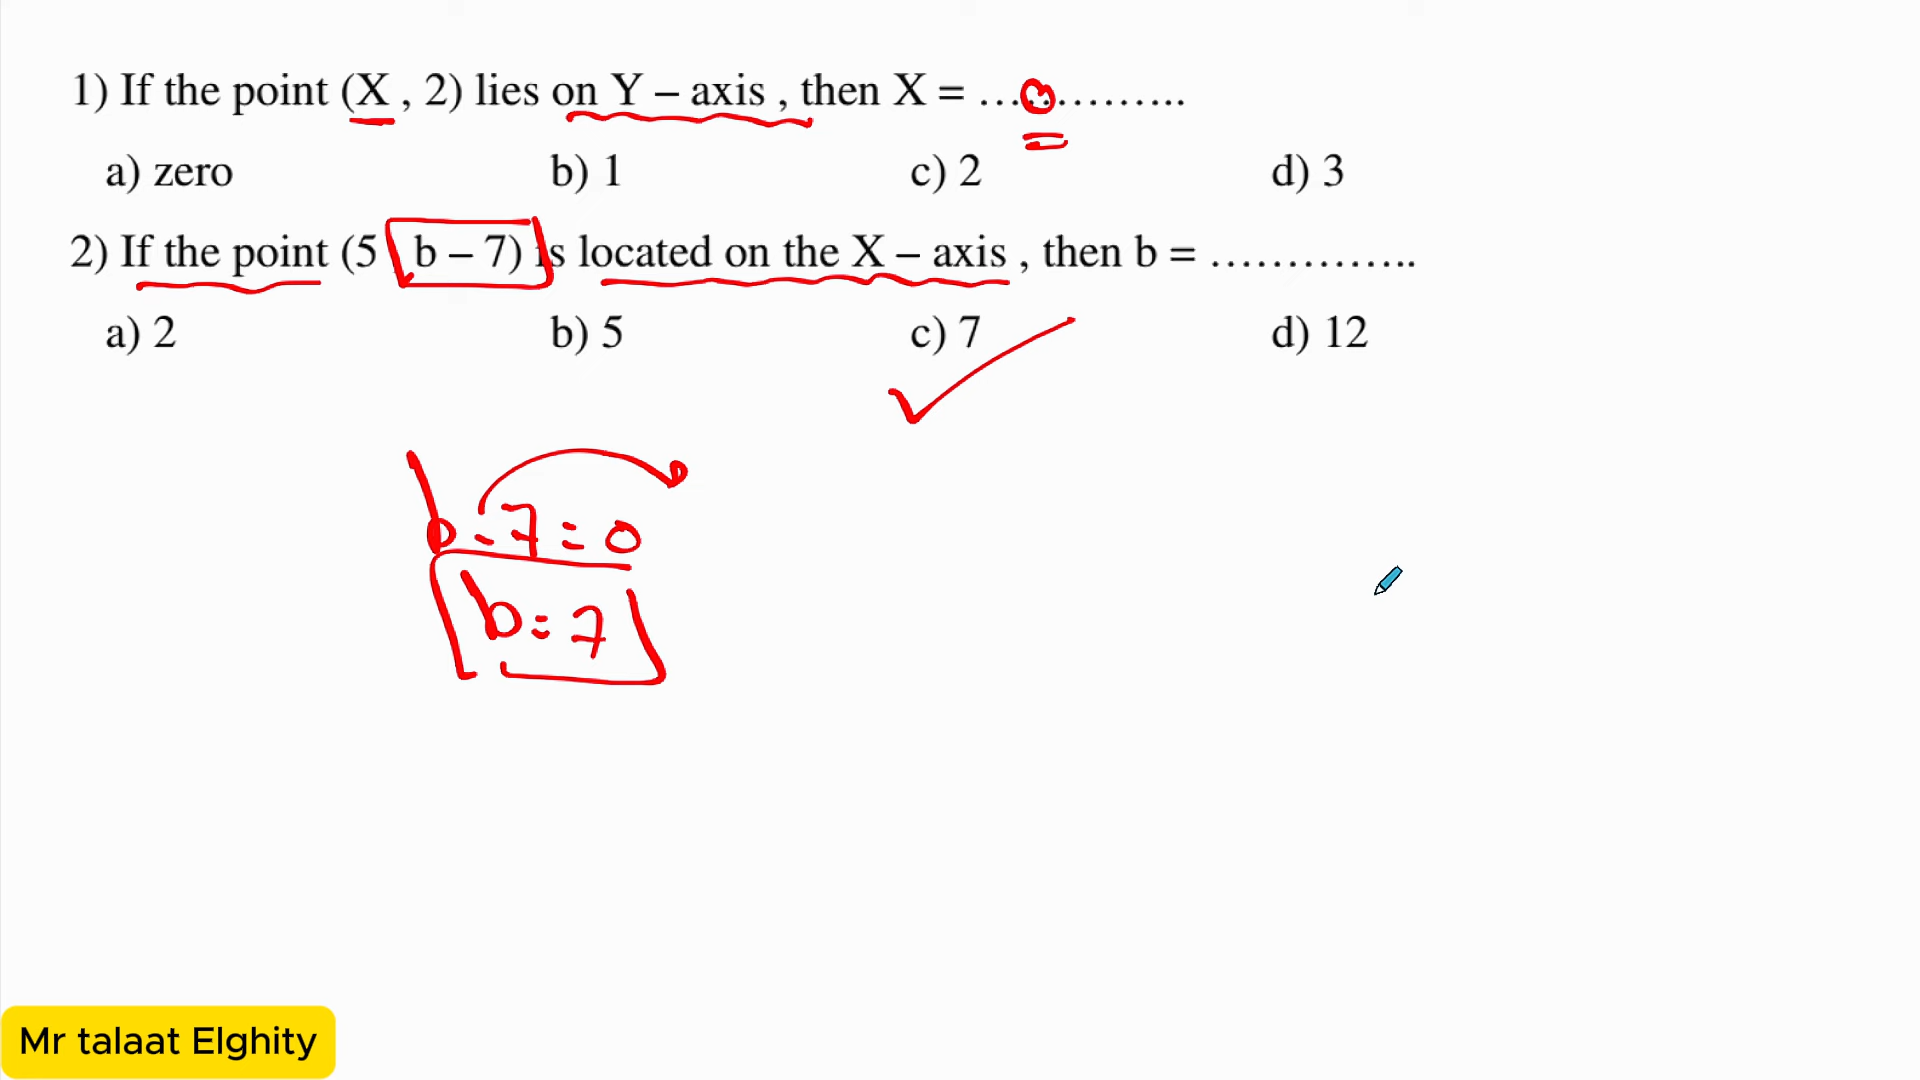 1) If the point (X , 2) lies on Y – axis , then X = ….0………..
a) zero b) 1 c) 2 d) 3
2) If the point (5 , b – 7) is located on the X – axis , then b = …………..
a) 2 b) 5 c) 7 d) 12
b - 7 = 0
b = 7
Mr talaat Elghity